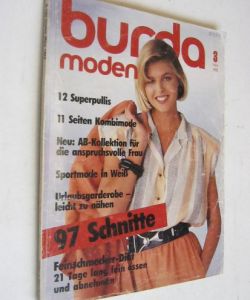 burda
moden
3
12 Superpullis
11 Seiten Kombimode
Neu: AB-Kollektion für
die anspruchsvolle Frau
Sportmode in Weiß
Urlaubsgarderobe –
leicht zu nähen
97 Schnitte
Feinschmecker-Diät
21 Tage lang fein essen
und abnehmen